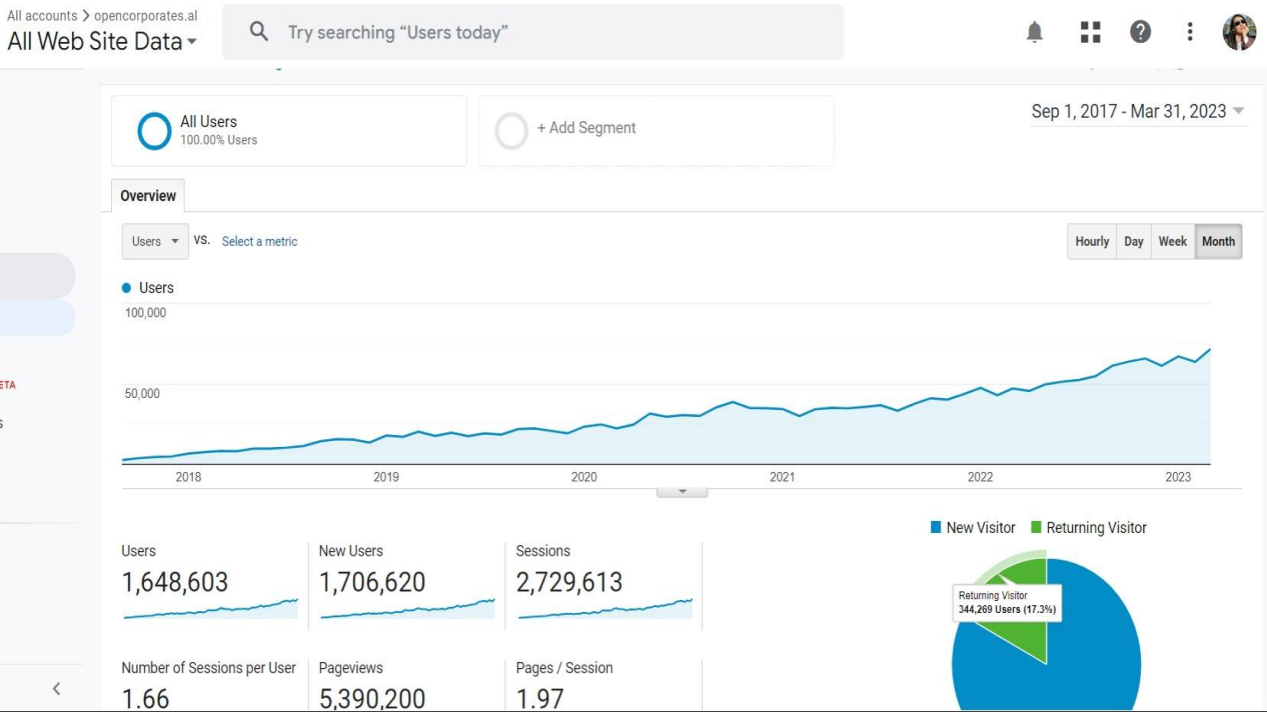 All accounts > opencorporates.al
All Web Site Data
Try searching “Users today”
All Users
100.00% Users
+ Add Segment
Sep 1, 2017 - Mar 31, 2023
Overview
Users VS. Select a metric
Hourly Day Week Month
Users
100,000
50,000
ETA
S
2018 2019 2020 2021 2022 2023
New Visitor Returning Visitor
Users New Users Sessions
1,648,603 1,706,620 2,729,613
Returning Visitor
344,269 Users (17.3%)
Number of Sessions per User Pageviews Pages / Session
1.66 5,390,200 1.97